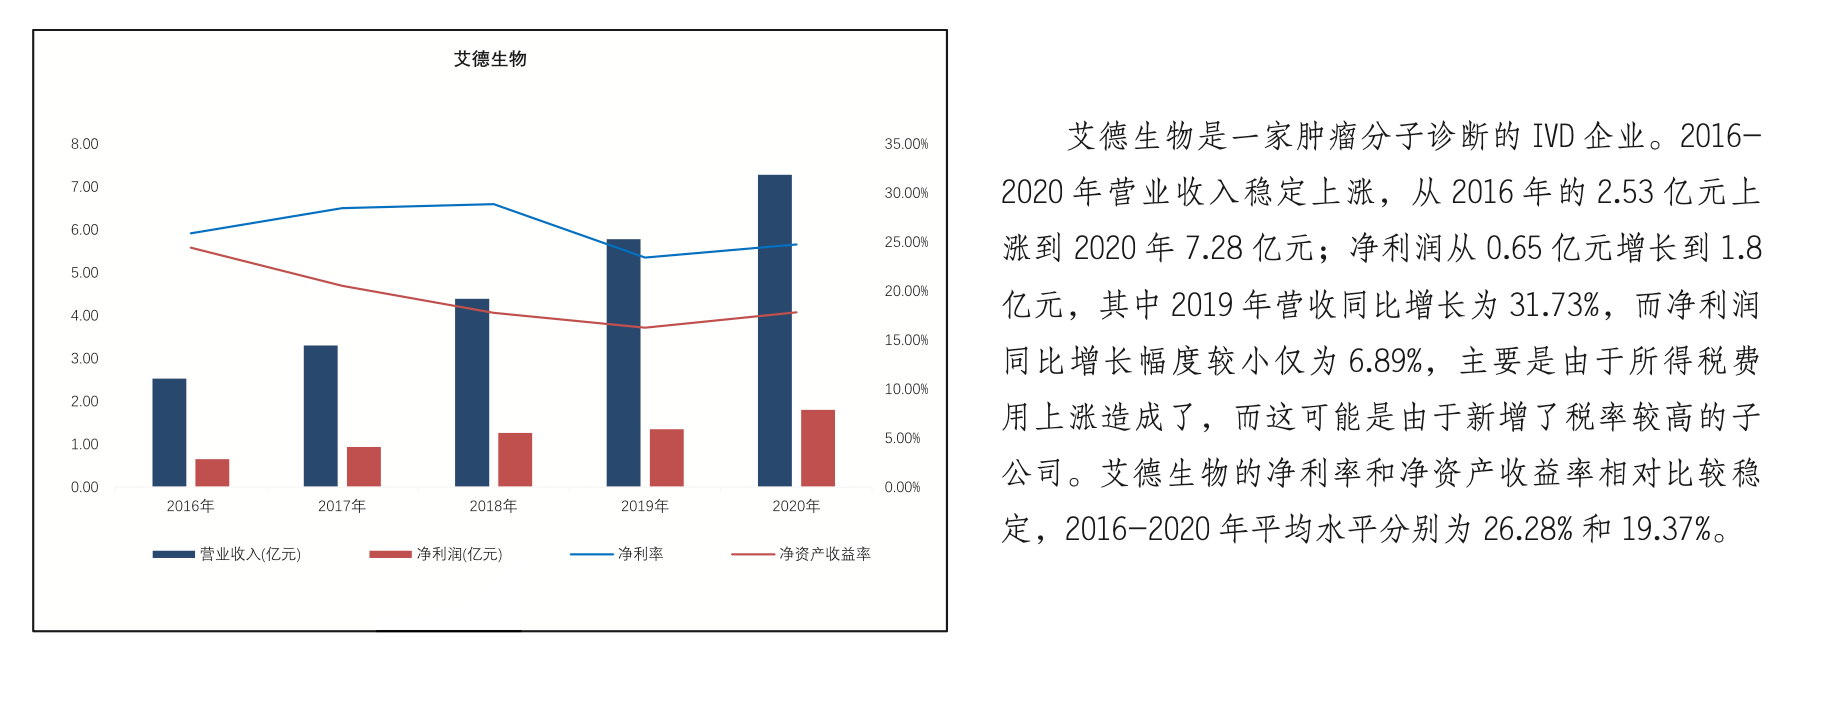 艾德生物
8.00
7.00
6.00
5.00
4.00
3.00
2.00
1.00
0.00
35.00%
30.00%
25.00%
20.00%
15.00%
10.00%
5.00%
0.00%
2016年 2017年 2018年 2019年 2020年
营业收入(亿元) 净利润(亿元) 净利率 净资产收益率
艾德生物是一家肿瘤分子诊断的 IVD 企业。2016-
2020 年营业收入稳定上涨，从 2016 年的 2.53 亿元上
涨到 2020 年 7.28 亿元；净利润从 0.65 亿元增长到 1.8
亿元，其中 2019 年营收同比增长为 31.73%，而净利润
同比增长幅度较小仅为 6.89%，主要是由于所得税费
用上涨造成了，而这可能是由于新增了税率较高的子
公司。艾德生物的净利率和净资产收益率相对比较稳
定，2016-2020 年平均水平分别为 26.28% 和 19.37%。